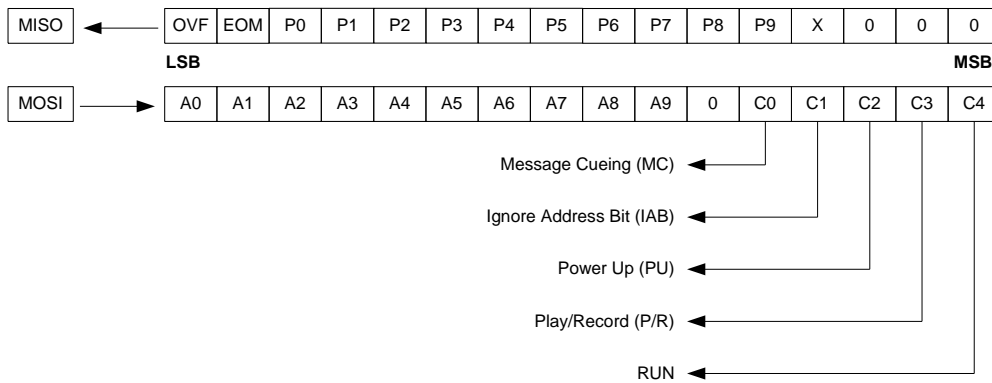 MISO OVF EOM P0 P1 P2 P3 P4 P5 P6 P7 P8 P9 X 0 0 0
LSB MSB
MOSI A0 A1 A2 A3 A4 A5 A6 A7 A8 A9 0 C0 C1 C2 C3 C4
Message Cueing (MC)
Ignore Address Bit (IAB)
Power Up (PU)
Play/Record (P/R)
RUN